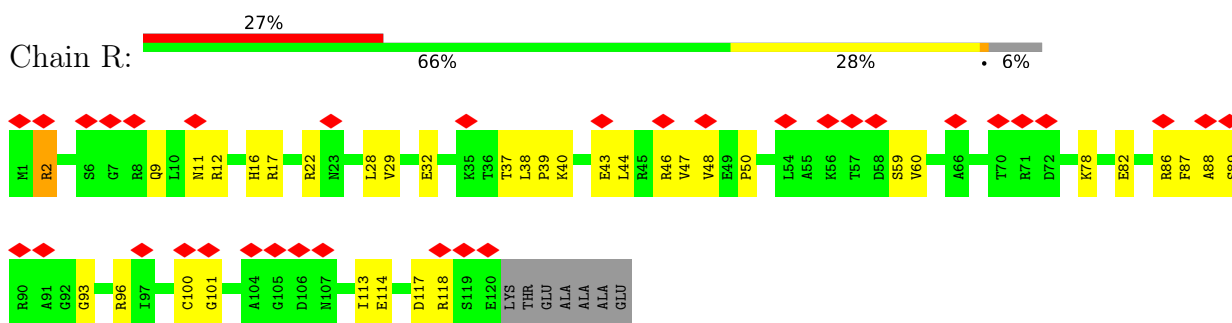 27%
Chain R:
66% 28% • 6%
M1 R2 S6 G7 R8 Q9 L10 N11 R12 H16 R17 R22 N23 L28 V29 E32 K35 T36 T37 L38 P39 K40 E43 L44 R45 R46 V47 V48 E49 P50 L54 A55 K56 T57 D58 S59 V60 A66 T70 R71 D72 K78 E82 R86 F87 A88 S89
R90 A91 G92 G93 R96 I97 C100 G101 A104 G105 D106 N107 I113 E114 D117 R118 S119 E120 LYS THR GLU ALA ALA ALA GLU